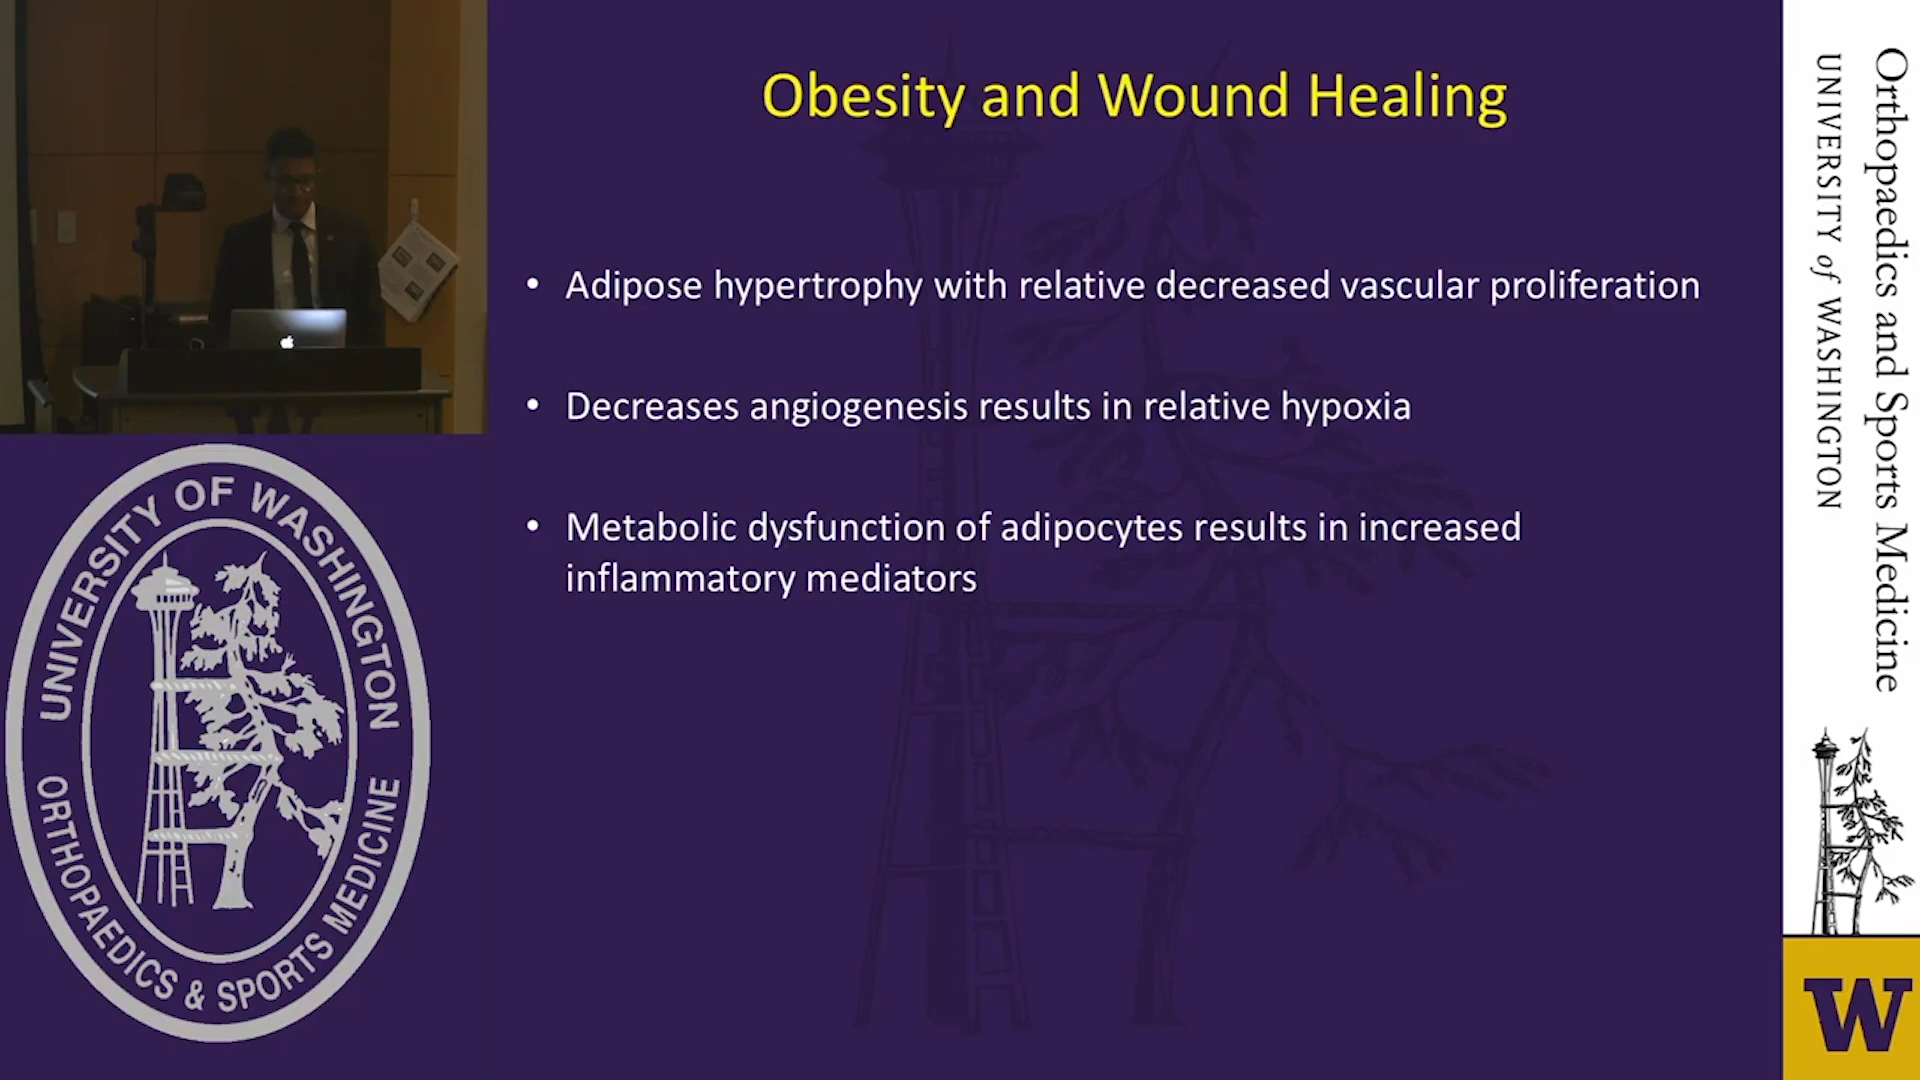 Obesity and Wound Healing
• Adipose hypertrophy with relative decreased vascular proliferation
• Decreases angiogenesis results in relative hypoxia
• Metabolic dysfunction of adipocytes results in increased
inflammatory mediators
UNIVERSITY OF WASHINGTON
ORTHOPAEDICS & SPORTS MEDICINE
Orthopaedics and Sports Medicine
UNIVERSITY of WASHINGTON
W